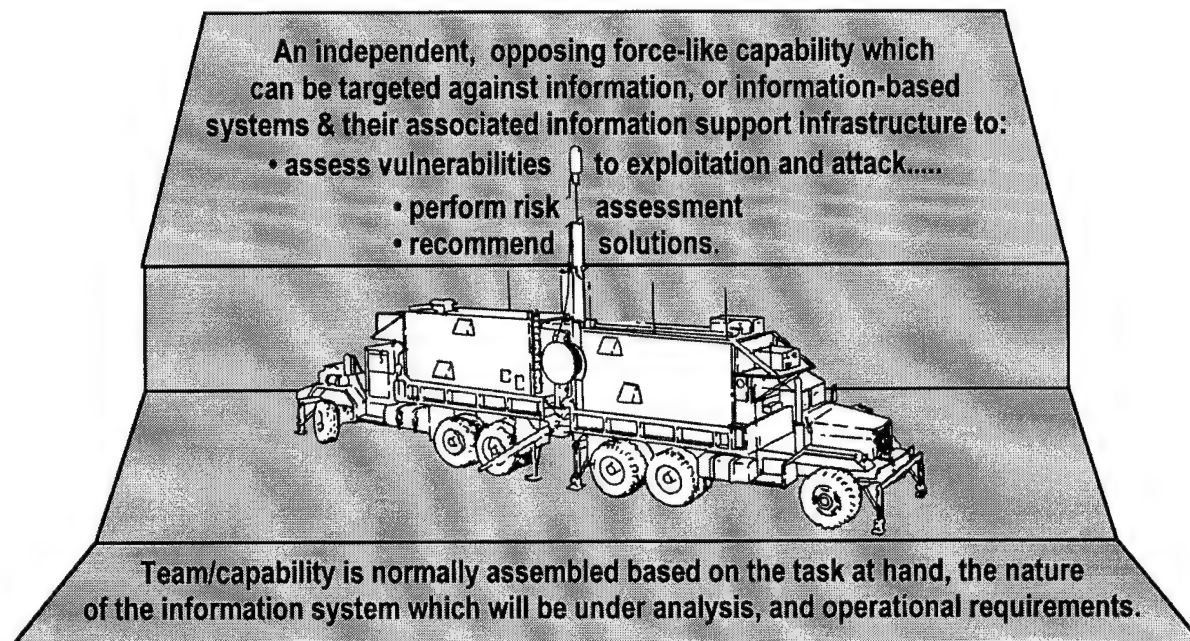 An independent, opposing force-like capability which
can be targeted against information, or information-based
systems & their associated information support infrastructure to:
• assess vulnerabilities to exploitation and attack.....
• perform risk assessment
• recommend solutions.
Team/capability is normally assembled based on the task at hand, the nature
of the information system which will be under analysis, and operational requirements.